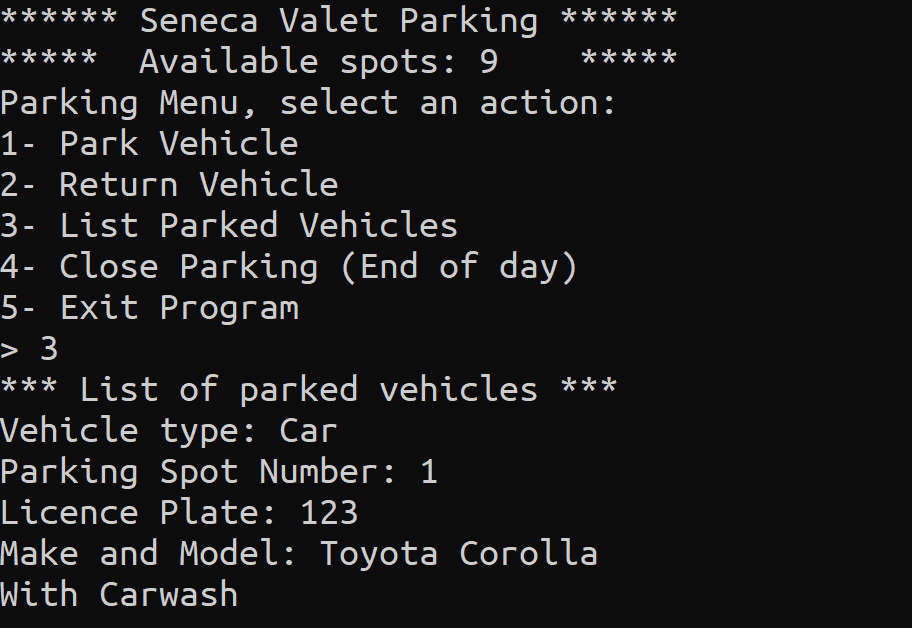 ****** Seneca Valet Parking ******
*****  Available spots: 9    *****
Parking Menu, select an action:
1- Park Vehicle
2- Return Vehicle
3- List Parked Vehicles
4- Close Parking (End of day)
5- Exit Program
> 3
*** List of parked vehicles ***
Vehicle type: Car
Parking Spot Number: 1
Licence Plate: 123
Make and Model: Toyota Corolla
With Carwash